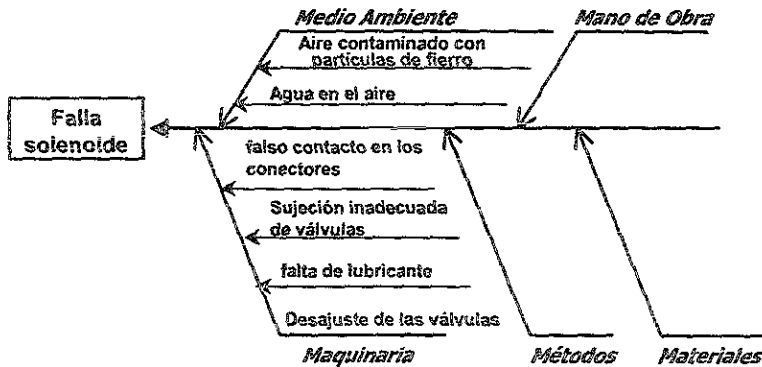 Medio Ambiente
Mano de Obra
Aire contaminado con
partículas de fierro
Agua en el aire
Falla
solenoide
falso contacto en los
conectores
Sujeción inadecuada
de válvulas
falta de lubricante
Desajuste de las válvulas
Maquinaria
Métodos
Materiales